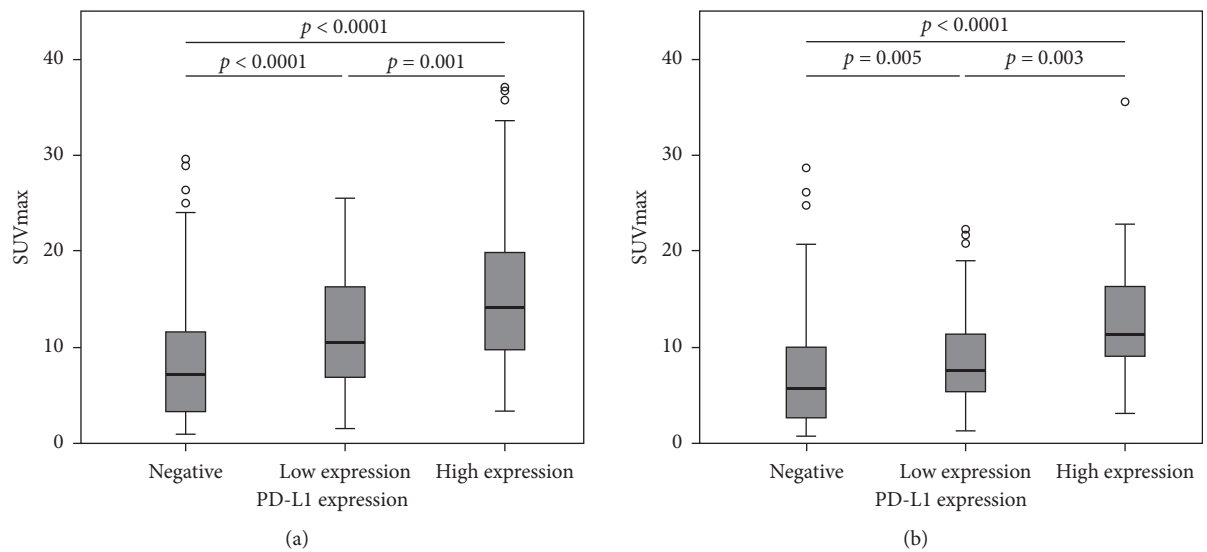 p < 0.0001
p < 0.0001
p = 0.001
40
30
20
10
0
SUVmax
Negative
Low expression
High expression
PD-L1 expression
(a)
p < 0.0001
p = 0.005
p = 0.003
40
30
20
10
0
SUVmax
Negative
Low expression
High expression
PD-L1 expression
(b)